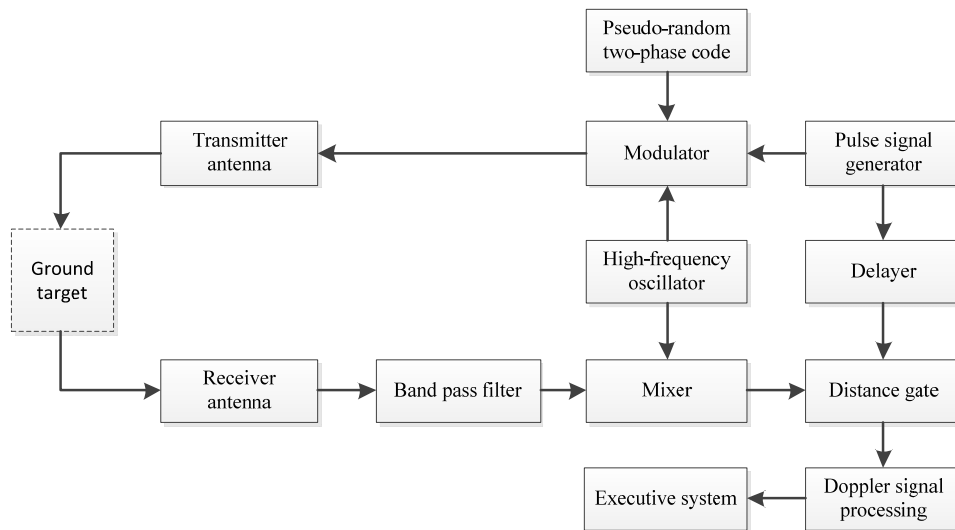 Pseudo-random
two-phase code
Transmitter
antenna
Modulator
Pulse signal
generator
Ground
target
High-frequency
oscillator
Delayer
Receiver
antenna
Band pass filter
Mixer
Distance gate
Executive system
Doppler signal
processing